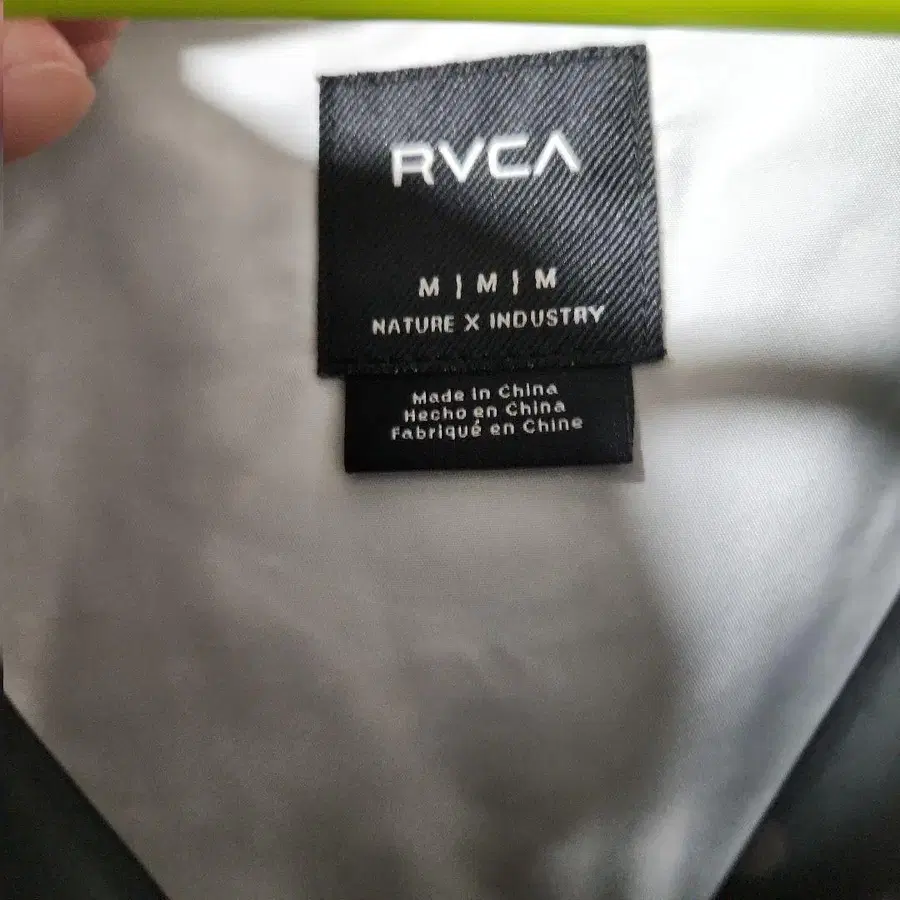 RVCA
M | M | M
NATURE X INDUSTRY
Made in China
Hecho en China
Fabriqué en Chine